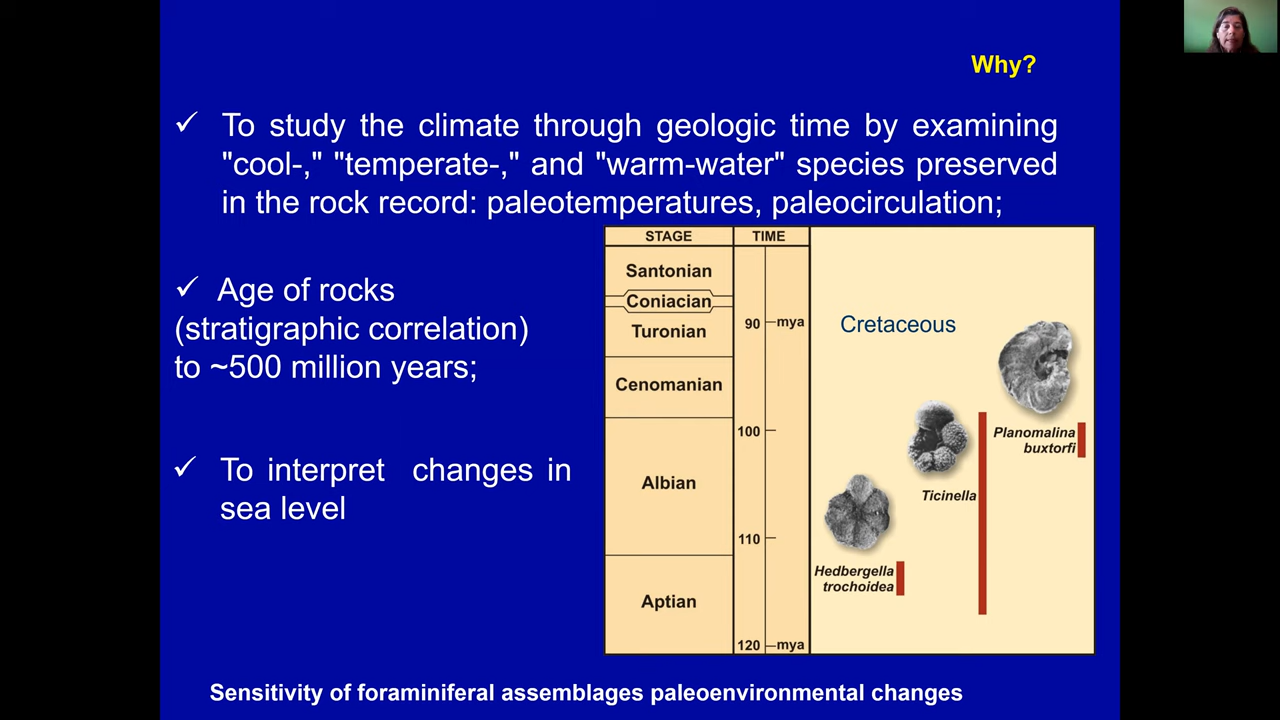 Why?
✓ To study the climate through geologic time by examining
"cool-," "temperate-," and "warm-water" species preserved
in the rock record: paleotemperatures, paleocirculation;
✓ Age of rocks
(stratigraphic correlation)
to ~500 million years;
✓ To interpret changes in
sea level
STAGE TIME
Santonian
Coniacian
Turonian
Cenomanian
Albian
Aptian
90 mya
100
110
120 mya
Cretaceous
Planomalina
buxtorfi
Ticinella
Hedbergella
trochoidea
Sensitivity of foraminiferal assemblages paleoenvironmental changes